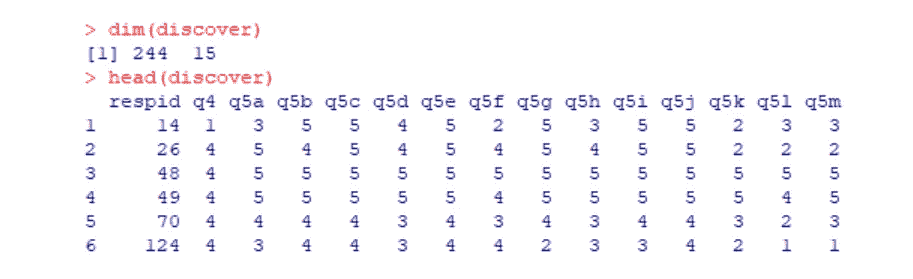 > dim(discover)
[1] 244  15
> head(discover)
  respid q4 q5a q5b q5c q5d q5e q5f q5g q5h q5i q5j q5k q5l q5m
1     14  1   3   5   5   4   5   2   5   3   5   5   2   3   3
2     26  4   5   4   5   4   5   4   5   4   5   5   2   2   2
3     48  4   5   5   5   5   5   5   5   5   5   5   5   5   5
4     49  4   5   5   5   5   5   4   5   5   5   5   5   4   5
5     70  4   4   4   4   3   4   3   4   3   4   4   3   2   3
6    124  4   3   4   4   3   4   4   2   3   3   4   2   1   1